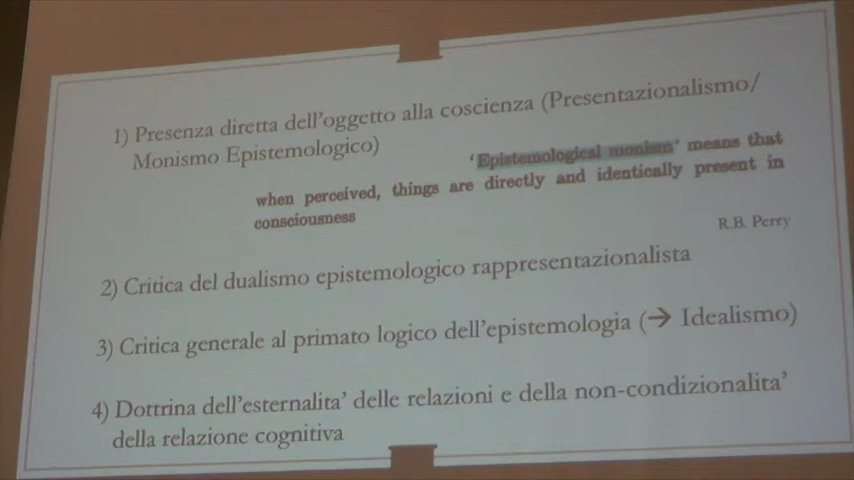 1) Presenza diretta dell'oggetto alla coscienza (Presentazionalismo/
Monismo Epistemologico)
'Epistemological monism' means that
when perceived, things are directly and identically present in
consciousness
R.B. Perry
2) Critica del dualismo epistemologico rappresentazionalista
3) Critica generale al primato logico dell'epistemologia (→ Idealismo)
4) Dottrina dell'esternalita' delle relazioni e della non-condizionalita'
della relazione cognitiva